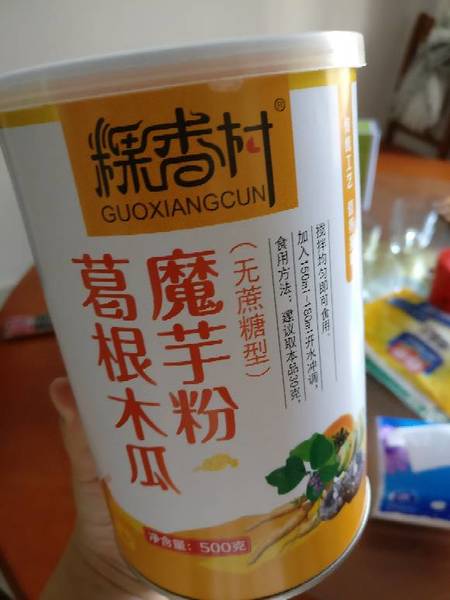 粿香村®
GUOXIANGCUN
（无蔗糖型）
葛根木瓜
魔芋粉
食用方法：建议取本品30克，
加入150ml-180ml开水冲调，
搅拌均匀即可食用。
净含量：500克